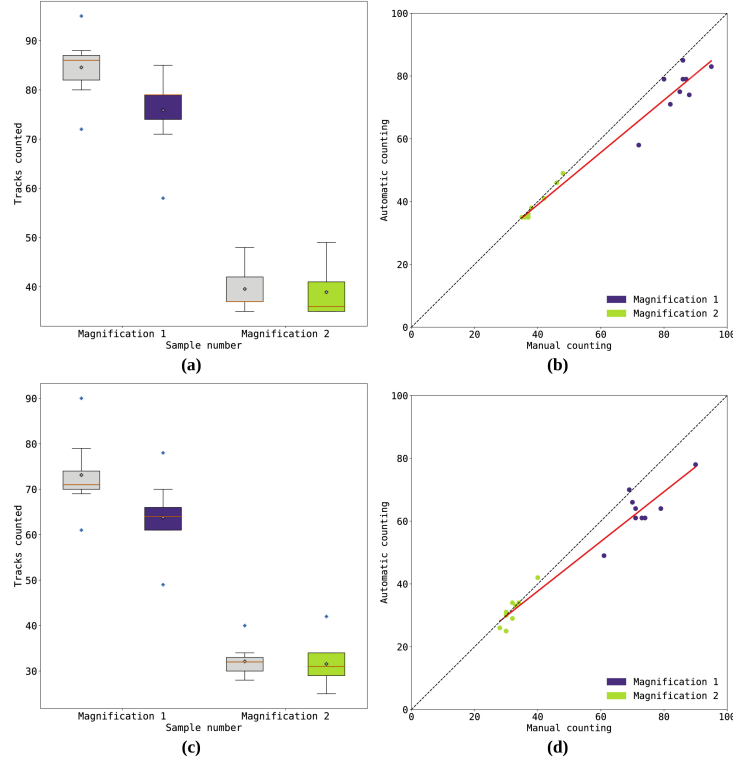 90
80
70
60
50
40
Tracks counted
Magnification 1
Magnification 2
Sample number
(a)
100
80
60
40
20
0
Automatic counting
Magnification 1
Magnification 2
0
20
40
60
80
100
Manual counting
(b)
90
80
70
60
50
40
30
Tracks counted
Magnification 1
Magnification 2
Sample number
(c)
100
80
60
40
20
0
Automatic counting
Magnification 1
Magnification 2
0
20
40
60
80
100
Manual counting
(d)